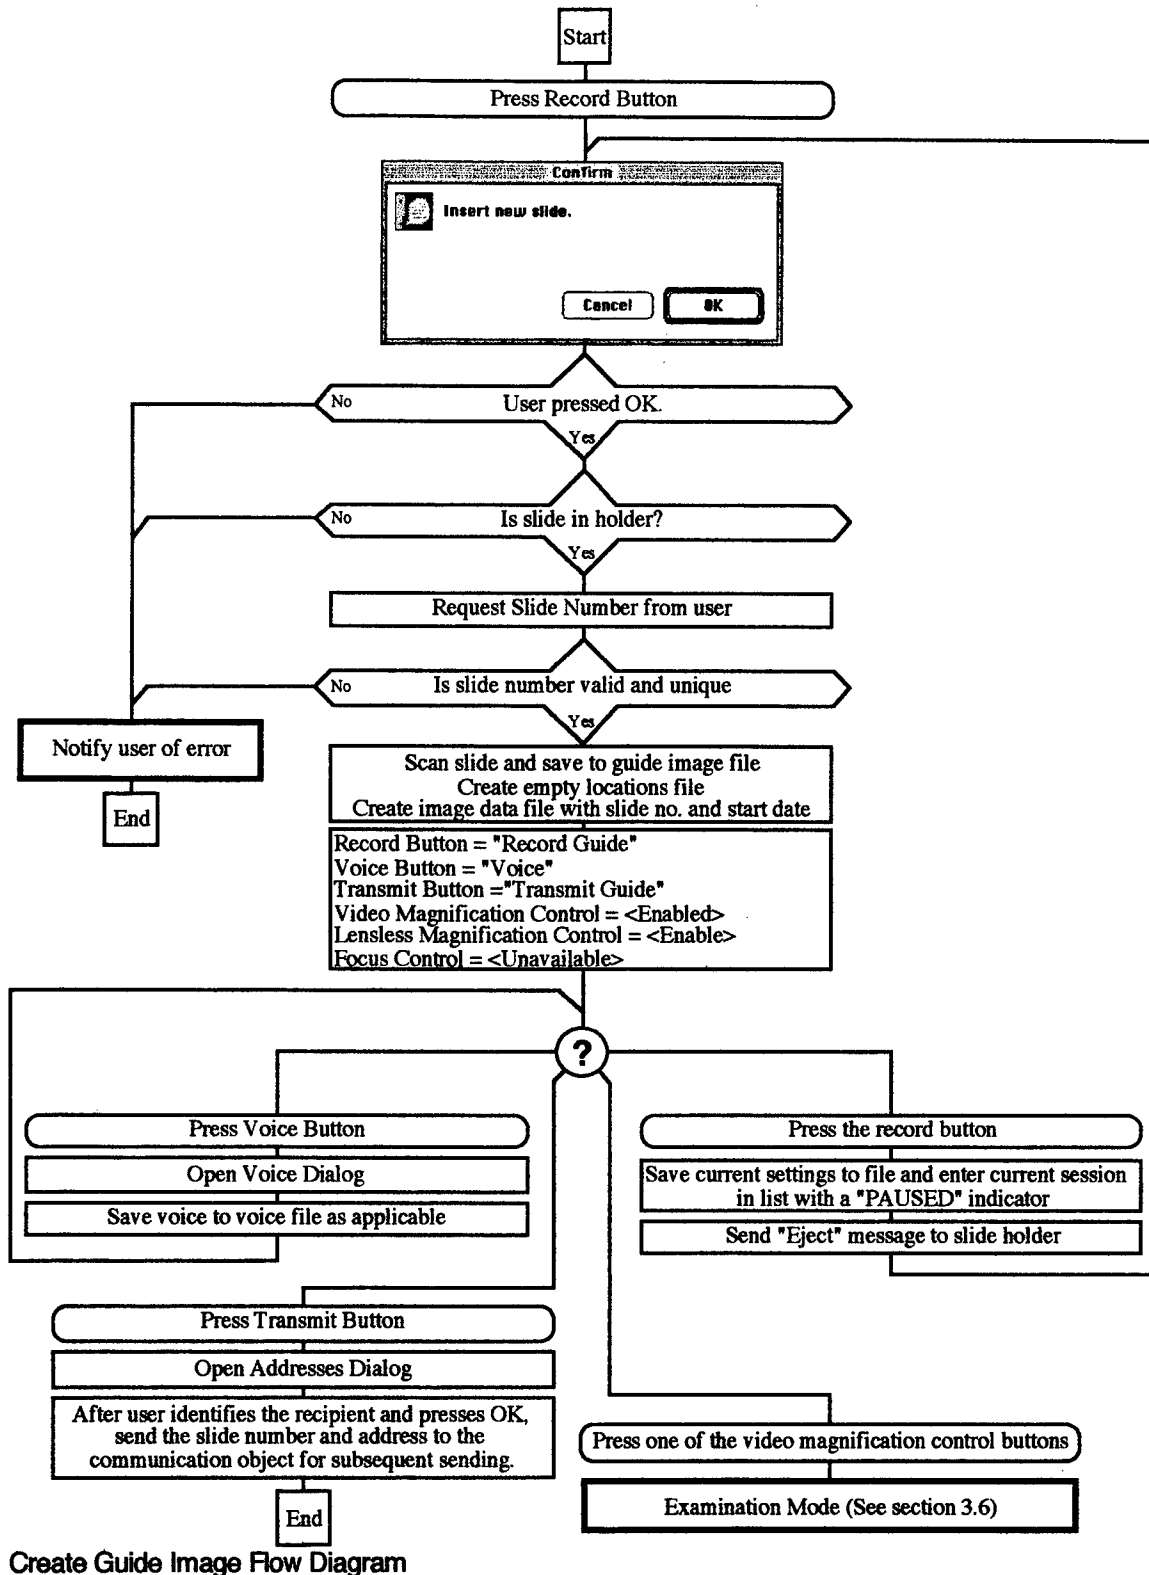 Start
Press Record Button
Confirm
Insert new slide.
Cancel
OK
No
User pressed OK.
Yes
No
Is slide in holder?
Yes
Request Slide Number from user
No
Is slide number valid and unique
Yes
Notify user of error
End
Scan slide and save to guide image file
Create empty locations file
Create image data file with slide no. and start date
Record Button = "Record Guide"
Voice Button = "Voice"
Transmit Button ="Transmit Guide"
Video Magnification Control = <Enabled>
Lensless Magnification Control = <Enable>
Focus Control = <Unavailable>
?
Press Voice Button
Open Voice Dialog
Save voice to voice file as applicable
Press the record button
Save current settings to file and enter current session
in list with a "PAUSED" indicator
Send "Eject" message to slide holder
Press Transmit Button
Open Addresses Dialog
After user identifies the recipient and presses OK,
send the slide number and address to the
communication object for subsequent sending.
End
Press one of the video magnification control buttons
Examination Mode (See section 3.6)
Create Guide Image Flow Diagram